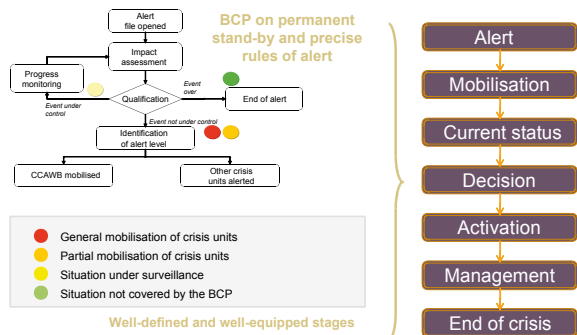 Alert
file opened
BCP on permanent
stand-by and precise
rules of alert
Impact
assessment
Progress
monitoring
Event under
control
Qualification
Event
over
End of alert
Event not under control
Identification
of alert level
CCAWB mobilised
Other crisis
units alerted
General mobilisation of crisis units
Partial mobilisation of crisis units
Situation under surveillance
Situation not covered by the BCP
Well-defined and well-equipped stages
Alert
Mobilisation
Current status
Decision
Activation
Management
End of crisis